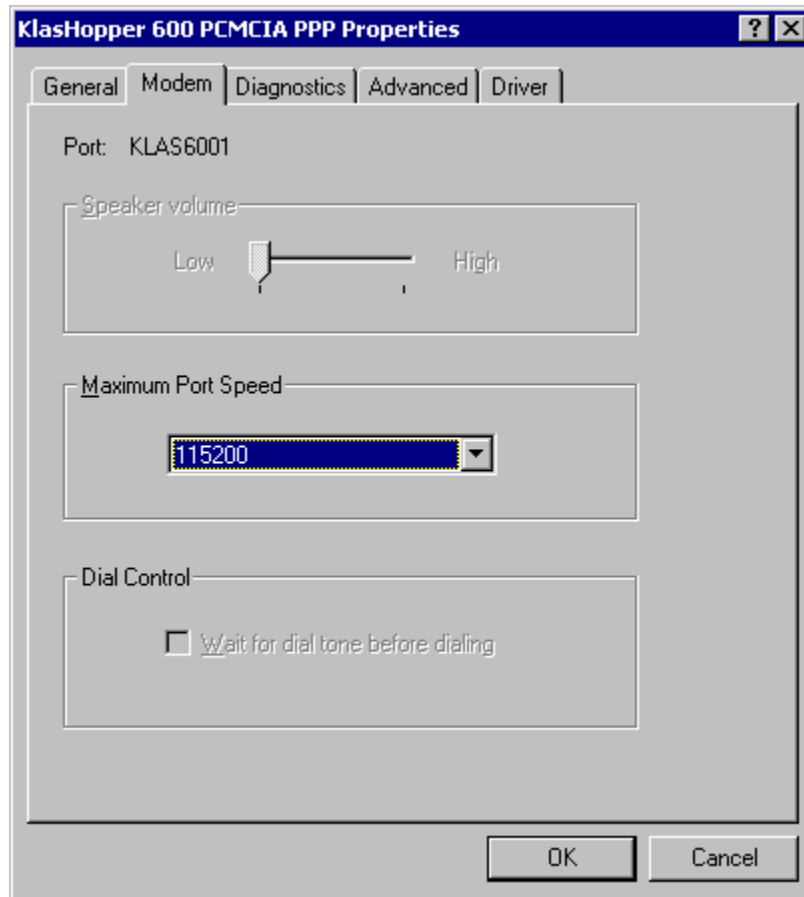 KlasHopper 600 PCMCIA PPP Properties
General Modem Diagnostics Advanced Driver
Port: KLAS6001
Speaker volume
Low High
Maximum Port Speed
115200
Dial Control
Wait for dial tone before dialing
OK Cancel